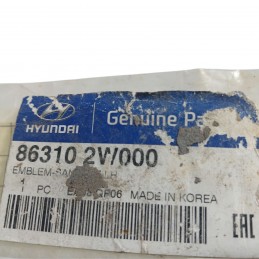 HYUNDAI
Genuine Pa
86310 2W000
1 PC MADE IN KOREA
EAC